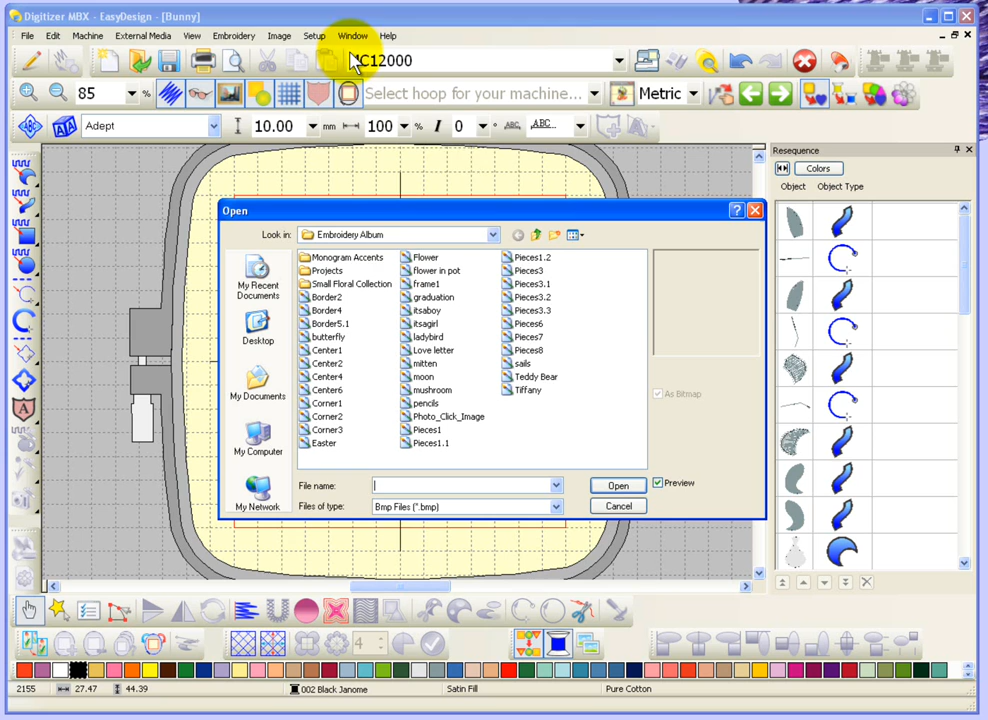 Digitizer MBX - EasyDesign - [Bunny]
File Edit Machine External Media View Embroidery Image Setup Window Help
C12000
85 % Select hoop for your machine... Metric
Adept 10.00 mm 100 % I 0 ° ABC ABC
Resequence
Colors
Object Object Type
Open
Look in: Embroidery Album
My Recent Documents
Desktop
My Documents
My Computer
My Network
Monogram Accents
Projects
Small Floral Collection
Border2
Border4
Border5.1
butterfly
Center1
Center2
Center4
Center6
Corner1
Corner2
Corner3
Easter
Flower
flower in pot
frame1
graduation
itsaboy
itsagirl
ladybird
Love letter
mitten
moon
mushroom
pencils
Photo_Click_Image
Pieces1
Pieces1.1
Pieces1.2
Pieces3
Pieces3.1
Pieces3.2
Pieces3.3
Pieces6
Pieces7
Pieces8
sails
Teddy Bear
Tiffany
As Bitmap
File name: Open Preview
Files of type: Bmp Files (*.bmp) Cancel
4
2155 27.47 44.39 002 Black Janome Satin Fill Pure Cotton